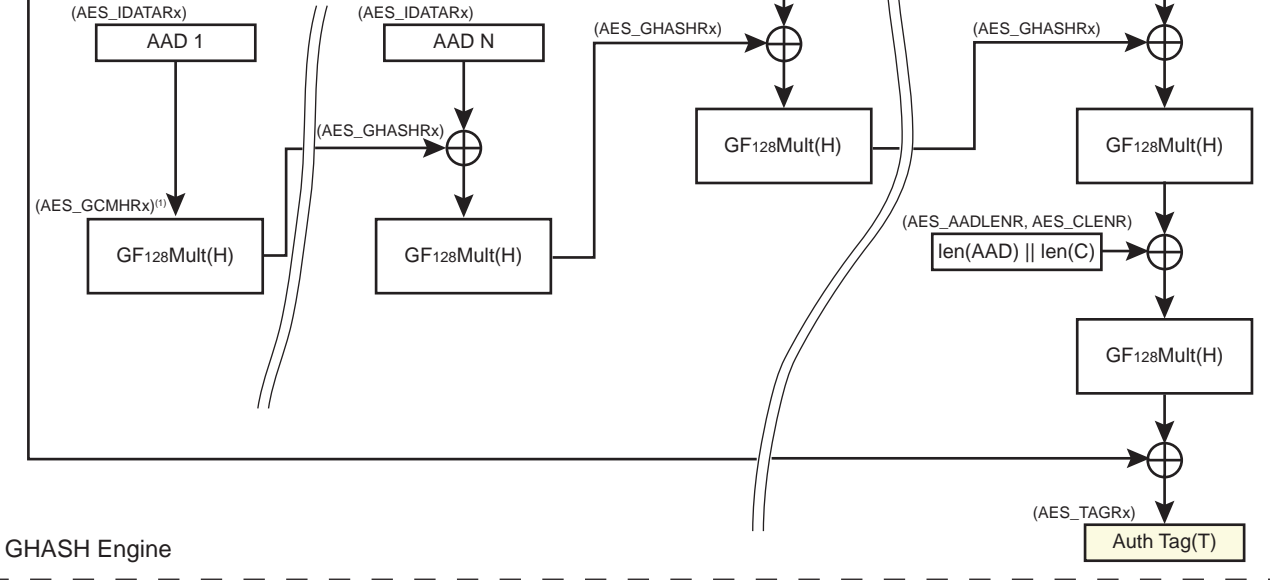 (AES_IDATARx)
AAD 1
(AES_IDATARx)
AAD N
(AES_GHASHRx)
(AES_GHASHRx)
(AES_GHASHRx)
GF128Mult(H)
GF128Mult(H)
(AES_GCMHRx)(1)
GF128Mult(H)
GF128Mult(H)
(AES_AADLENR, AES_CLENR)
len(AAD) || len(C)
GF128Mult(H)
(AES_TAGRx)
Auth Tag(T)
GHASH Engine